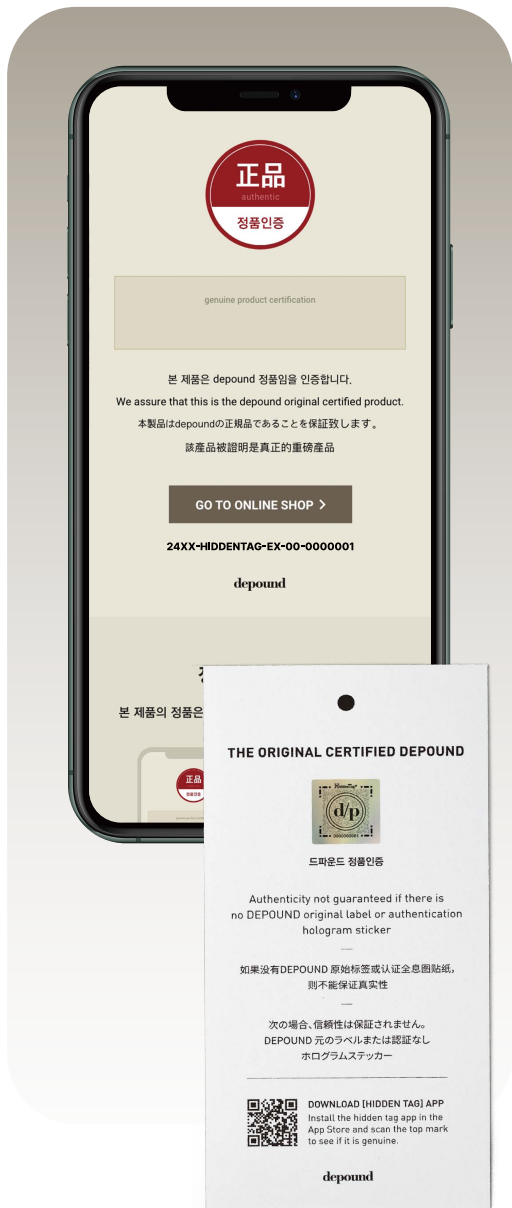 正品
authentic
정품인증
genuine product certification
본 제품은 depound 정품임을 인증합니다.
We assure that this is the depound original certified product.
本製品はdepoundの正規品であることを保証致します。
該產品被證明是真正的重磅產品
GO TO ONLINE SHOP >
24XX-HIDDENTAG-EX-00-0000001
depound
본 제품의 정품은
正品
정품인증
THE ORIGINAL CERTIFIED DEPOUND
HiddenTag
d/p
0000000001
드파운드 정품인증
Authenticity not guaranteed if there is
no DEPOUND original label or authentication
hologram sticker
如果没有DEPOUND 原始标签或认证全息图贴纸,
则不能保证真实性
次の場合、信頼性は保証されません。
DEPOUND 元のラベルまたは認証なし
ホログラムステッカー
DOWNLOAD [HIDDEN TAG] APP
Install the hidden tag app in the
App Store and scan the top mark
to see if it is genuine.
depound